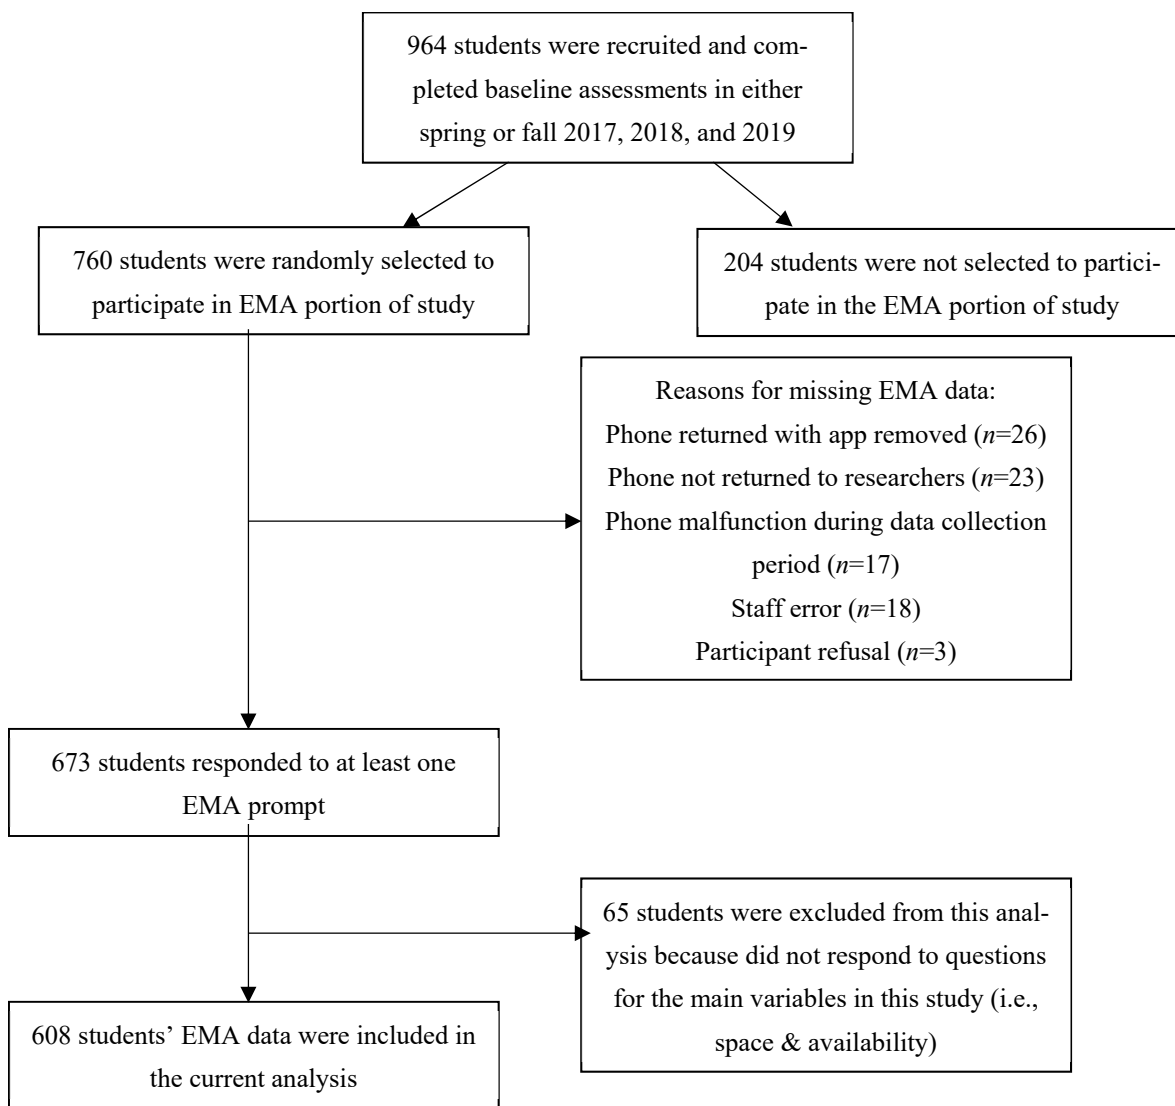 964 students were recruited and com-
pleted baseline assessments in either
spring or fall 2017, 2018, and 2019
760 students were randomly selected to
participate in EMA portion of study
204 students were not selected to partici-
pate in the EMA portion of study
Reasons for missing EMA data:
Phone returned with app removed (n=26)
Phone not returned to researchers (n=23)
Phone malfunction during data collection
period (n=17)
Staff error (n=18)
Participant refusal (n=3)
673 students responded to at least one
EMA prompt
65 students were excluded from this anal-
ysis because did not respond to questions
for the main variables in this study (i.e.,
space & availability)
608 students’ EMA data were included in
the current analysis